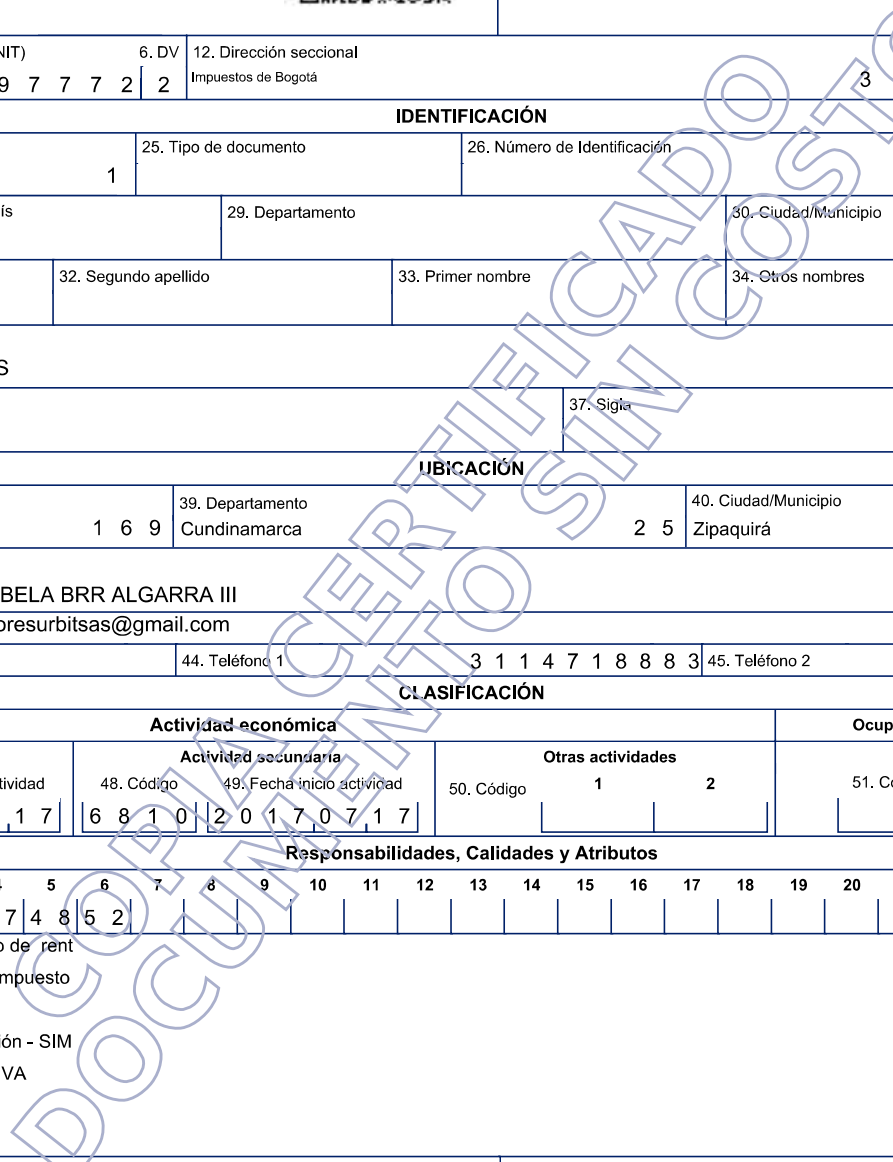 NIT) 6. DV 12. Dirección seccional
9 7 7 7 2 2 Impuestos de Bogotá 3
IDENTIFICACIÓN
25. Tipo de documento 26. Número de Identificación
1
ís 29. Departamento 30. Ciudad/Municipio
32. Segundo apellido 33. Primer nombre 34. Otros nombres
S
37. Sigla
UBICACIÓN
39. Departamento 40. Ciudad/Municipio
1 6 9 Cundinamarca 2 5 Zipaquirá
BELA BRR ALGARRA III
oresurbitsas@gmail.com
44. Teléfono 1 3 1 1 4 7 1 8 8 8 3 45. Teléfono 2
CLASIFICACIÓN
Actividad económica Ocup
Actividad secundaria Otras actividades
tividad 48. Código 49. Fecha inicio actividad 50. Código 1 2 51. Có
1 7 6 8 1 0 2 0 1 7 0 7 1 7
Responsabilidades, Calidades y Atributos
5 6 7 8 9 10 11 12 13 14 15 16 17 18 19 20
7 4 8 5 2
o de rent
mpuesto
ión - SIM
VA
COPIA CERTIFICADO
DOCUMENTO SIN COSTO